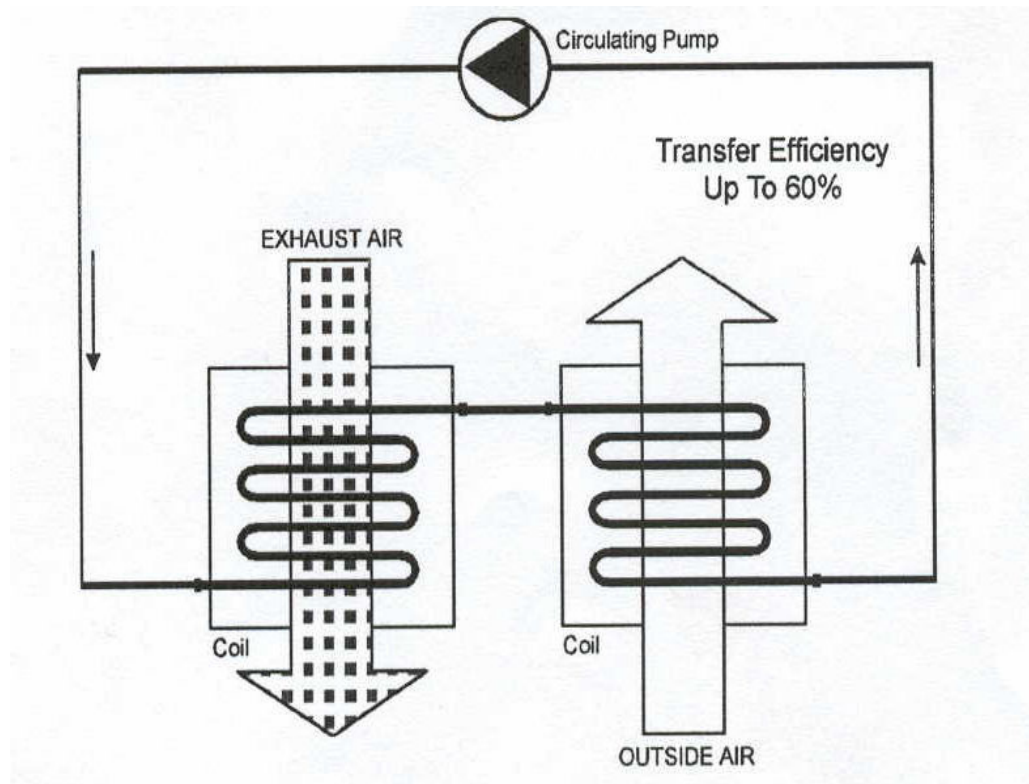 Circulating Pump
Transfer Efficiency
Up To 60%
EXHAUST AIR
Coil
Coil
OUTSIDE AIR